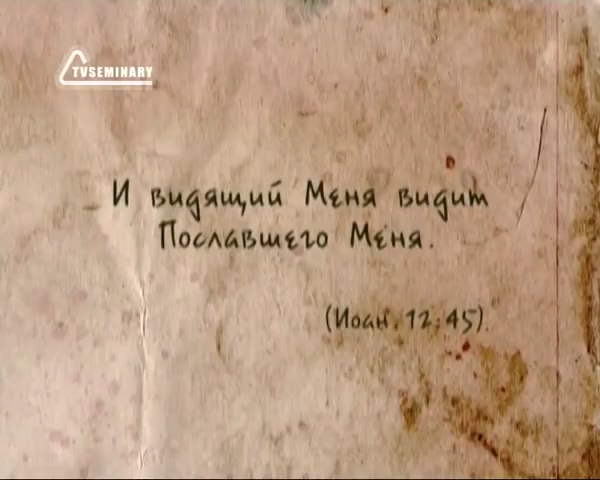 TVSEMINARY
И видящий Меня видит
Пославшего Меня.
(Иоан. 12:45).